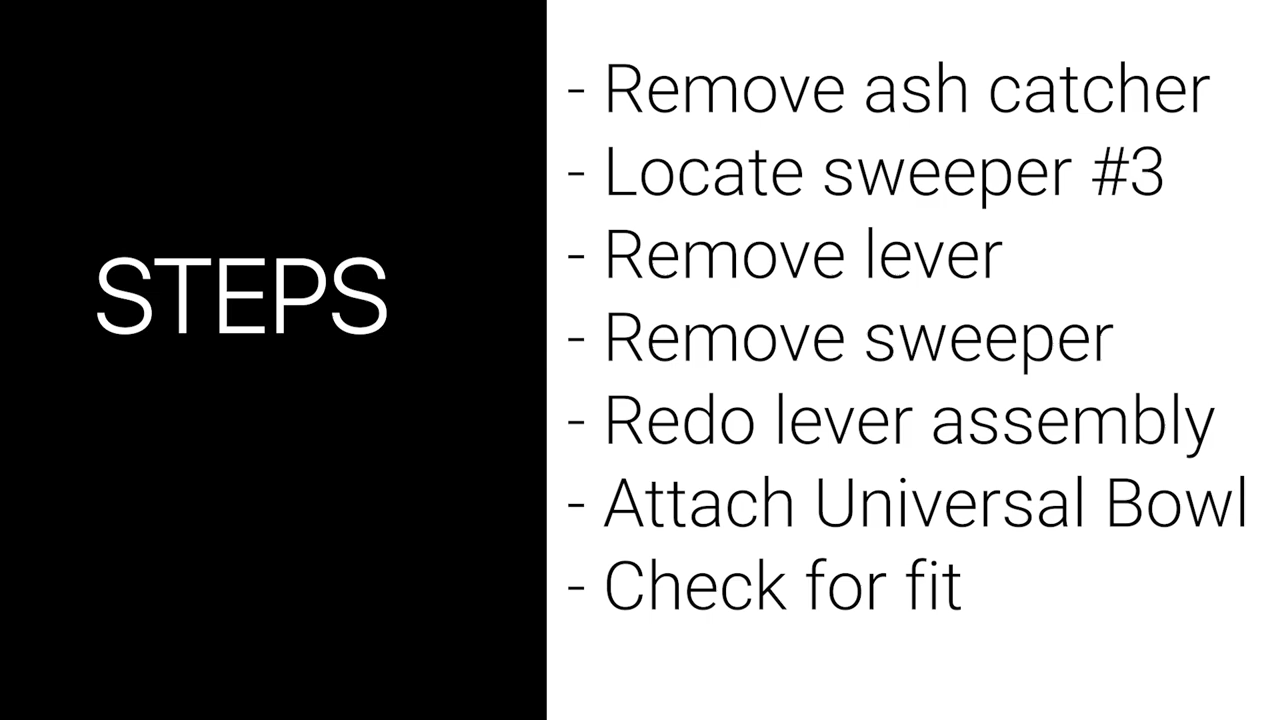 STEPS
- Remove ash catcher
- Locate sweeper #3
- Remove lever
- Remove sweeper
- Redo lever assembly
- Attach Universal Bowl
- Check for fit